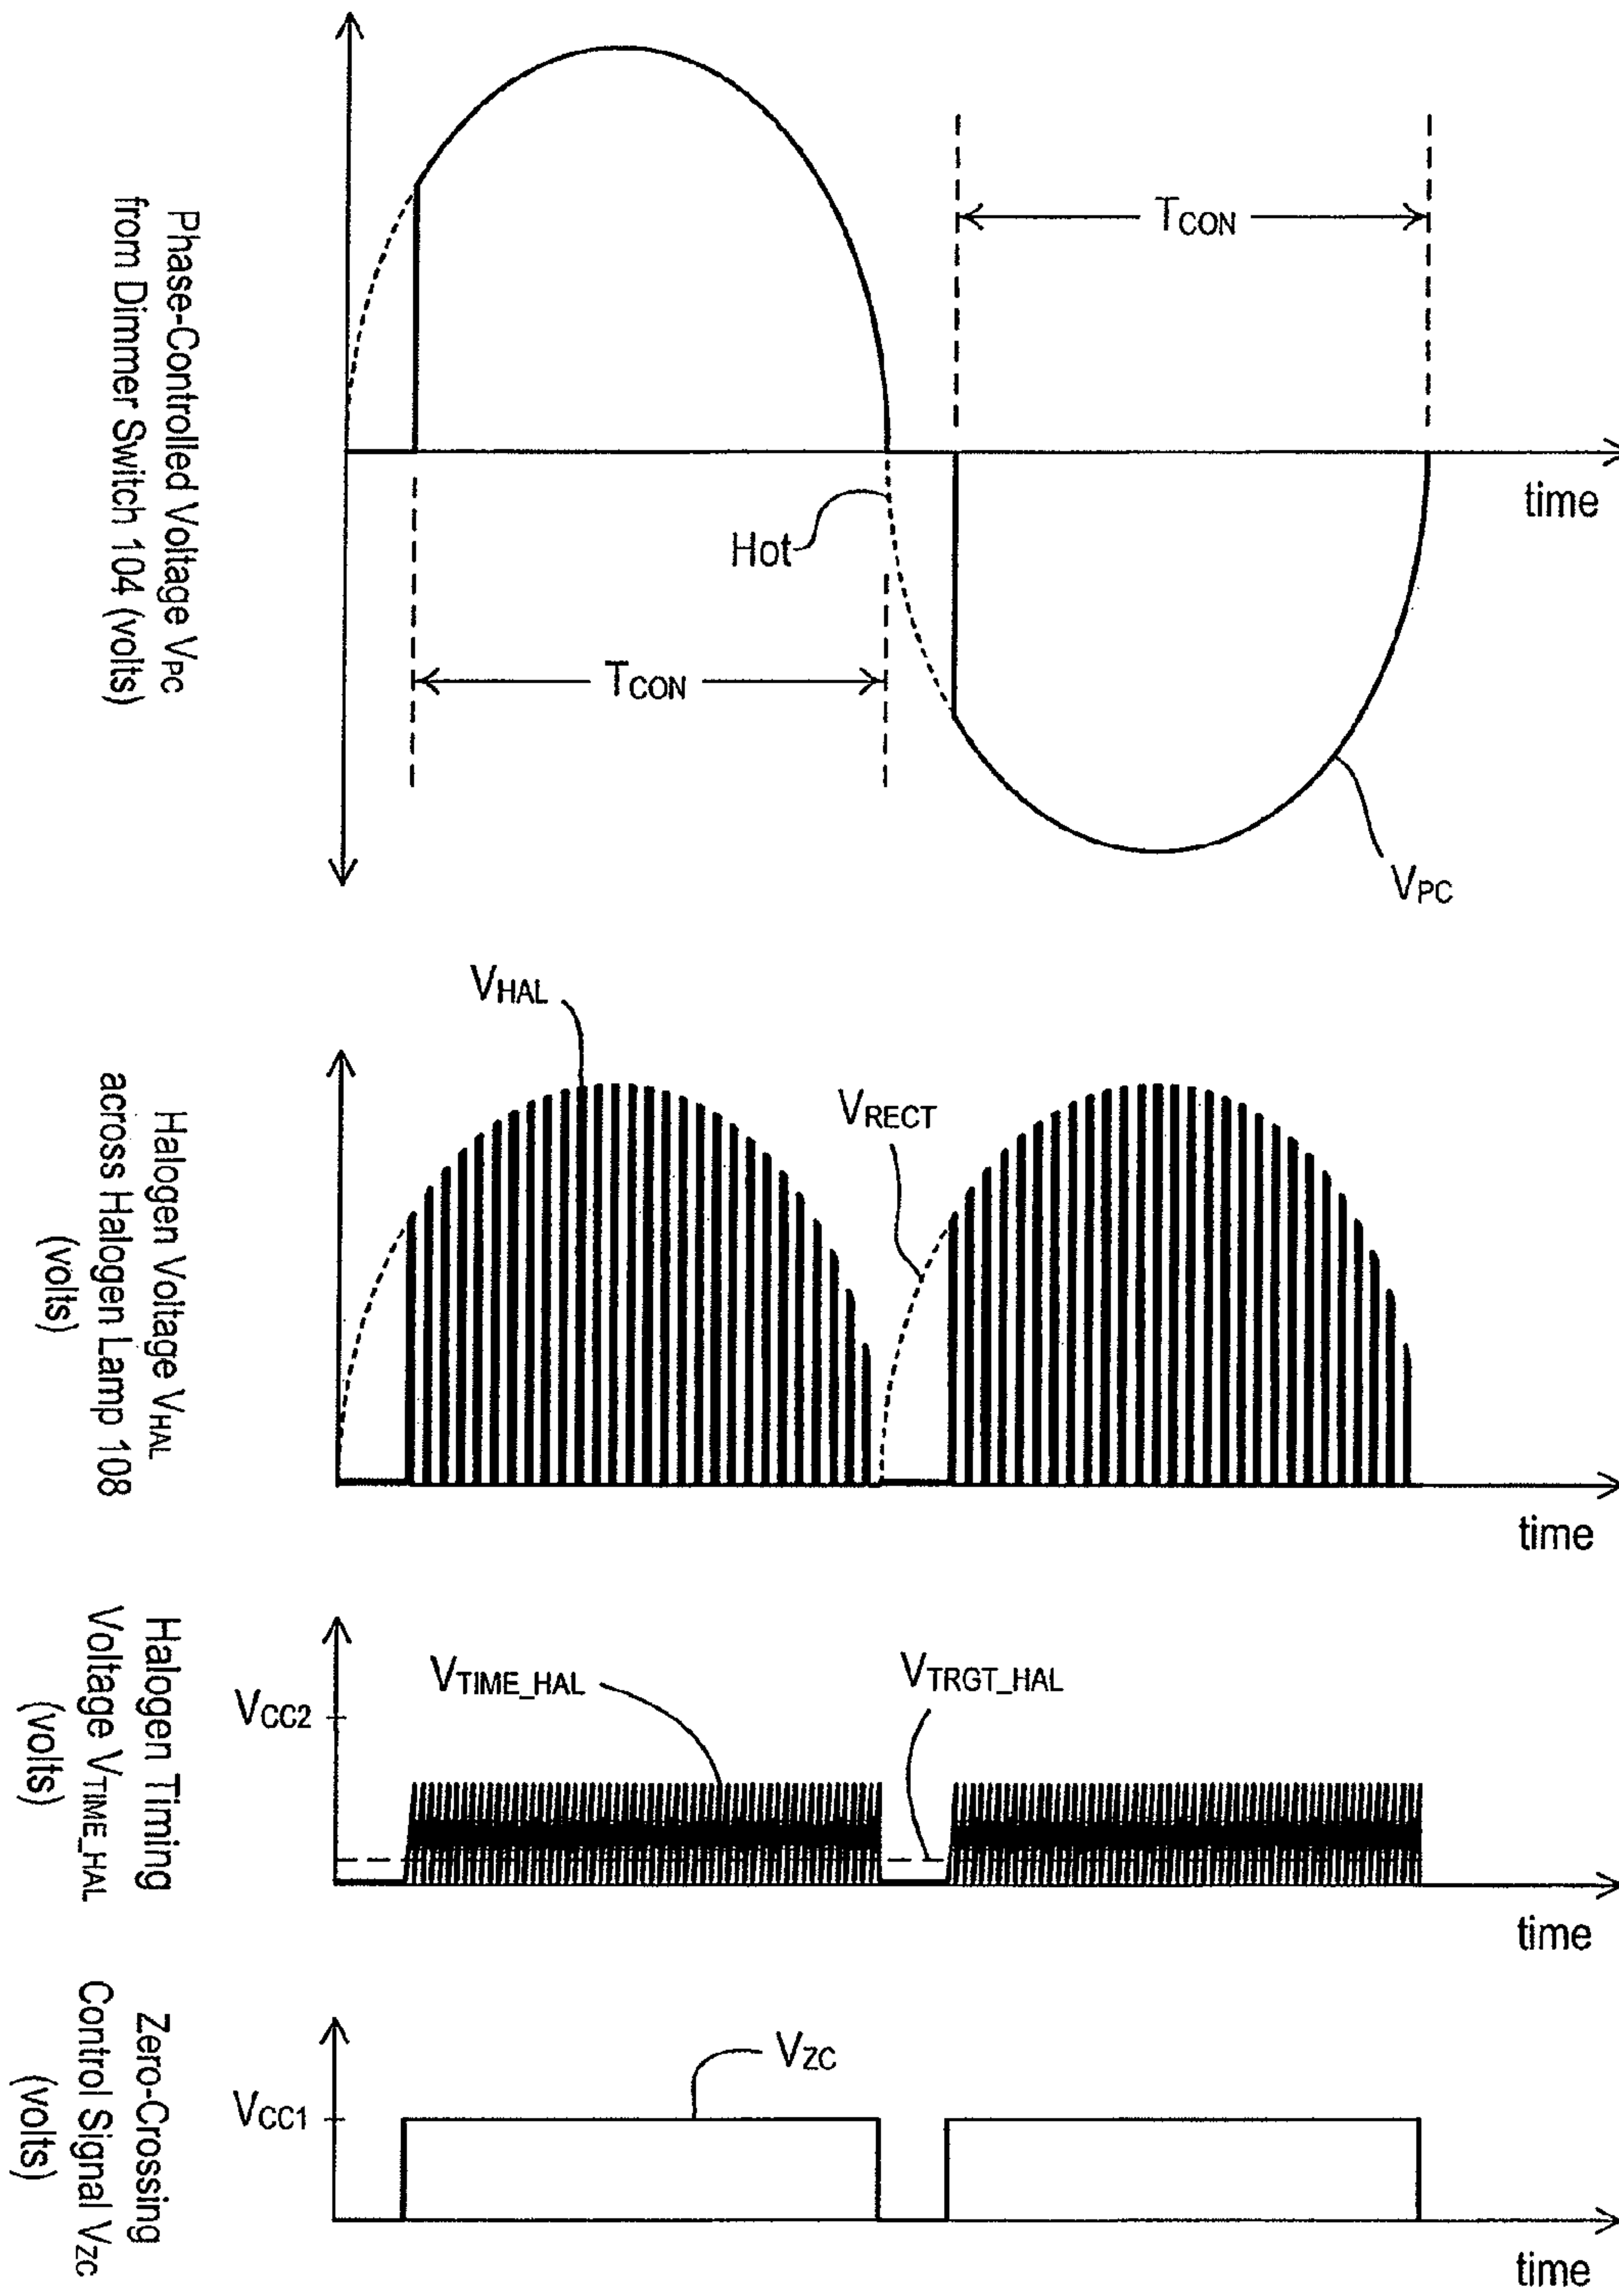 Phase-Controlled Voltage VPC
from Dimmer Switch 104 (volts)
TCON
time
Hot
TCON
VPC
Halogen Voltage VHAL
across Halogen Lamp 108
(volts)
VHAL
VRECT
time
Halogen Timing
Voltage VTIME_HAL
(volts)
VCC2
VTIME_HAL
VTRGT_HAL
time
Zero-Crossing
Control Signal VZC
(volts)
VCC1
VZC
time